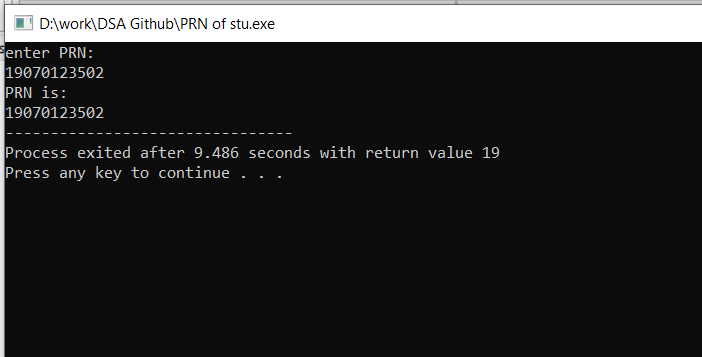 D:\work\DSA Github\PRN of stu.exe
enter PRN:
19070123502
PRN is:
19070123502
--------------------------------
Process exited after 9.486 seconds with return value 19
Press any key to continue . . .